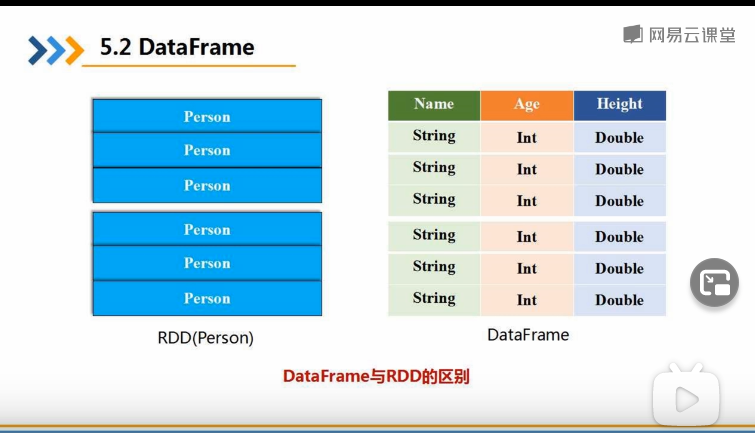 5.2 DataFrame
网易云课堂
Person
Person
Person
Person
Person
Person
RDD(Person)
Name Age Height
String Int Double
String Int Double
String Int Double
String Int Double
String Int Double
String Int Double
DataFrame
DataFrame与RDD的区别